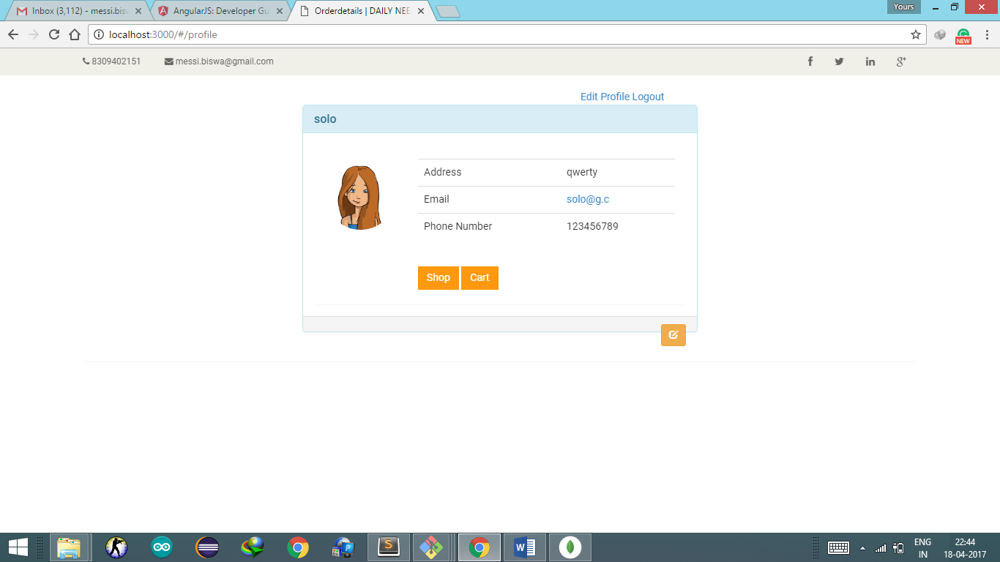 Yours
Inbox (3,112) - messi.bisw
AngularJS: Developer Gu
Orderdetails | DAILY NEE
localhost:3000/#/profile
NEW
8309402151 messi.biswa@gmail.com
Edit Profile Logout
solo
Address qwerty
Email solo@g.c
Phone Number 123456789
Shop Cart
ENG 22:44
IN 18-04-2017